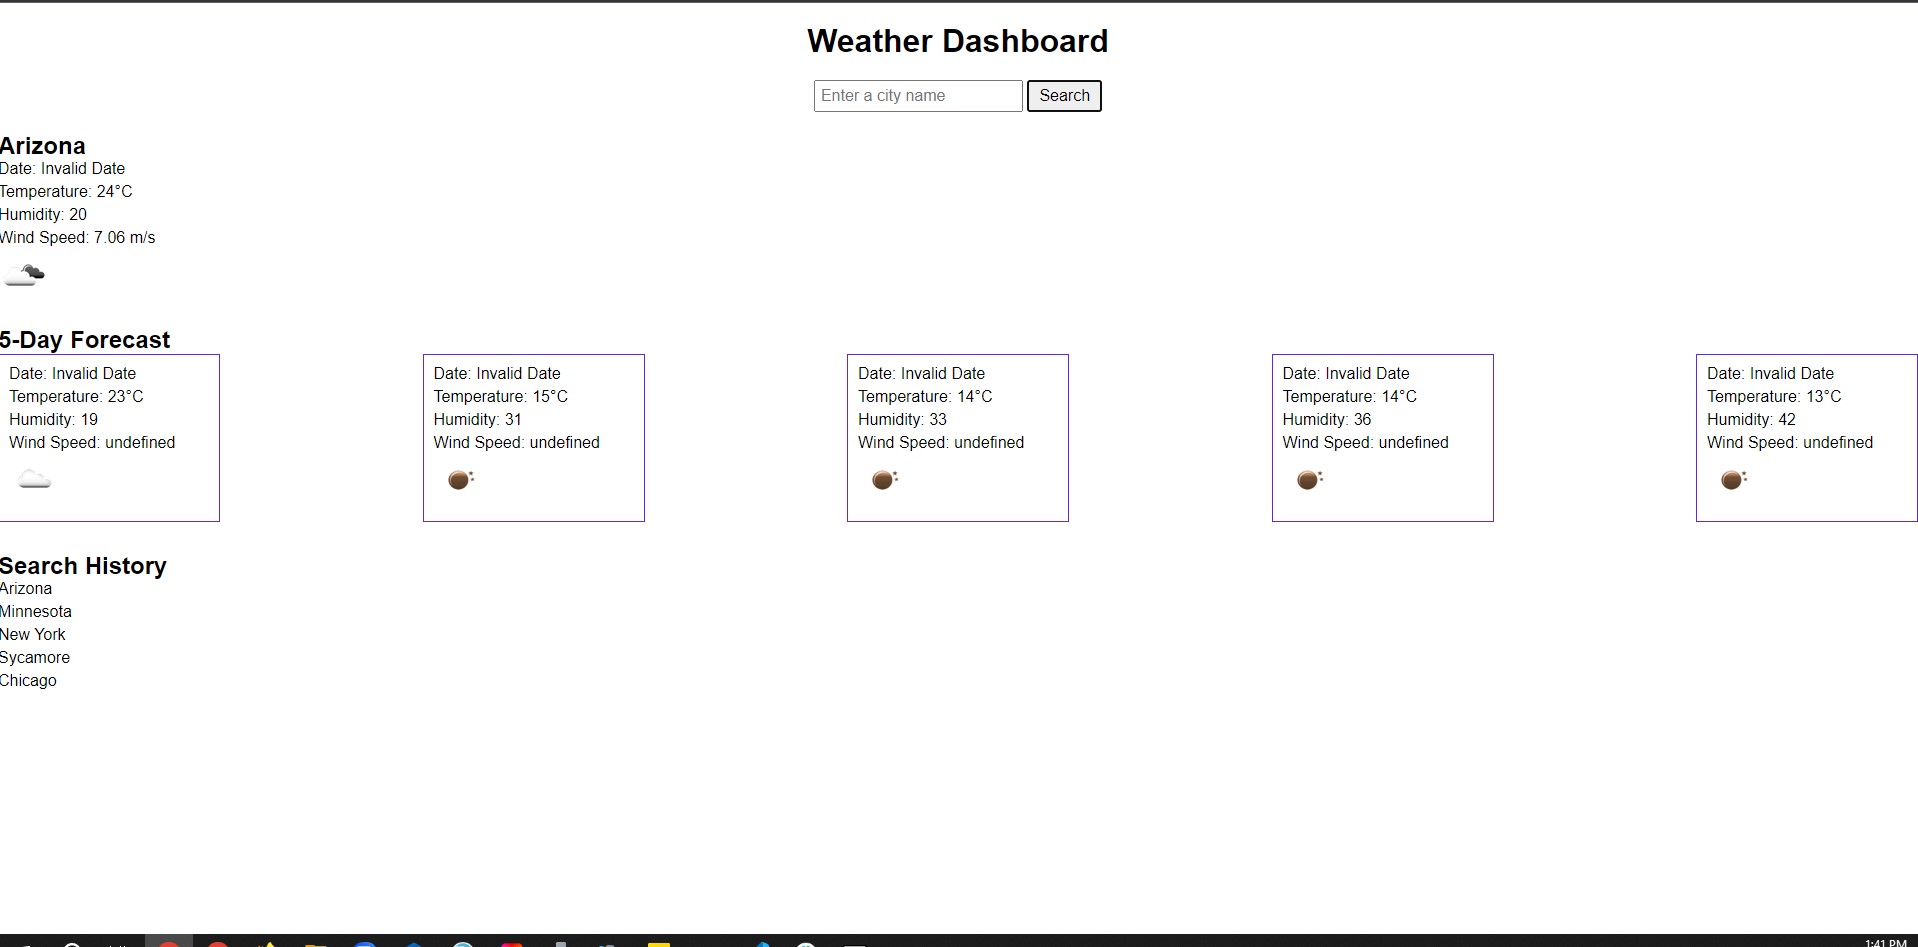 Weather Dashboard
Enter a city name Search
Arizona
Date: Invalid Date
Temperature: 24°C
Humidity: 20
Wind Speed: 7.06 m/s
5-Day Forecast
Date: Invalid Date
Temperature: 23°C
Humidity: 19
Wind Speed: undefined
Date: Invalid Date
Temperature: 15°C
Humidity: 31
Wind Speed: undefined
Date: Invalid Date
Temperature: 14°C
Humidity: 33
Wind Speed: undefined
Date: Invalid Date
Temperature: 14°C
Humidity: 36
Wind Speed: undefined
Date: Invalid Date
Temperature: 13°C
Humidity: 42
Wind Speed: undefined
Search History
Arizona
Minnesota
New York
Sycamore
Chicago
1:41 PM